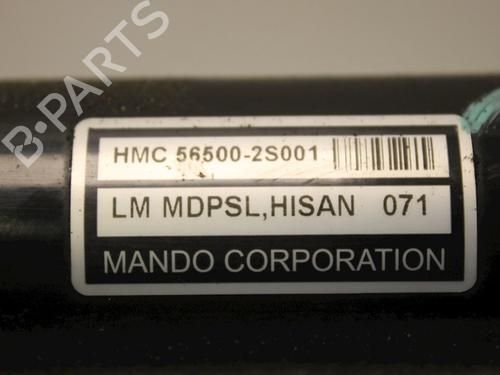 B-PARTS
HMC 56500-2S001
LM MDPSL,HISAN 071
MANDO CORPORATION